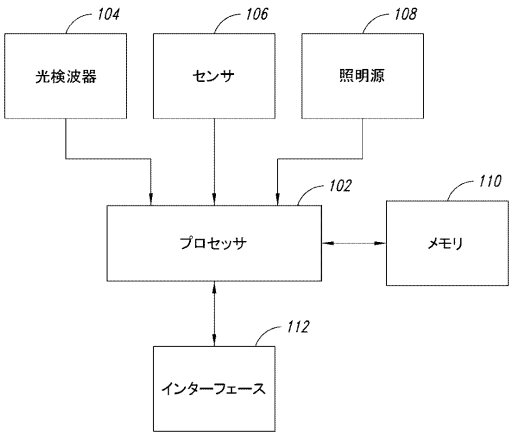 104
106
108
光検波器
センサ
照明源
102
110
プロセッサ
メモリ
112
インターフェース